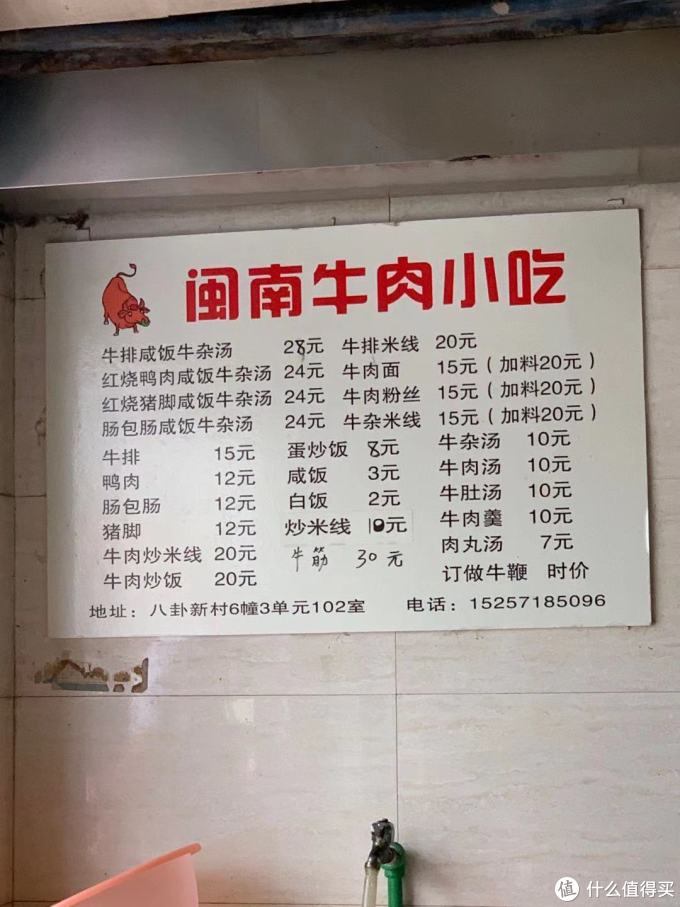 闽南牛肉小吃
牛排咸饭牛杂汤 28元 牛排米线 20元
红烧鸭肉咸饭牛杂汤 24元 牛肉面 15元（加料20元）
红烧猪脚咸饭牛杂汤 24元 牛肉粉丝 15元（加料20元）
肠包肠咸饭牛杂汤 24元 牛杂米线 15元（加料20元）
牛排 15元 蛋炒饭 8元 牛杂汤 10元
鸭肉 12元 咸饭 3元 牛肉汤 10元
肠包肠 12元 白饭 2元 牛肚汤 10元
猪脚 12元 炒米线 10元 牛肉羹 10元
牛肉炒米线 20元 牛筋 30元 肉丸汤 7元
牛肉炒饭 20元 订做牛鞭 时价
地址：八卦新村6幢3单元102室 电话：15257185096
值 什么值得买